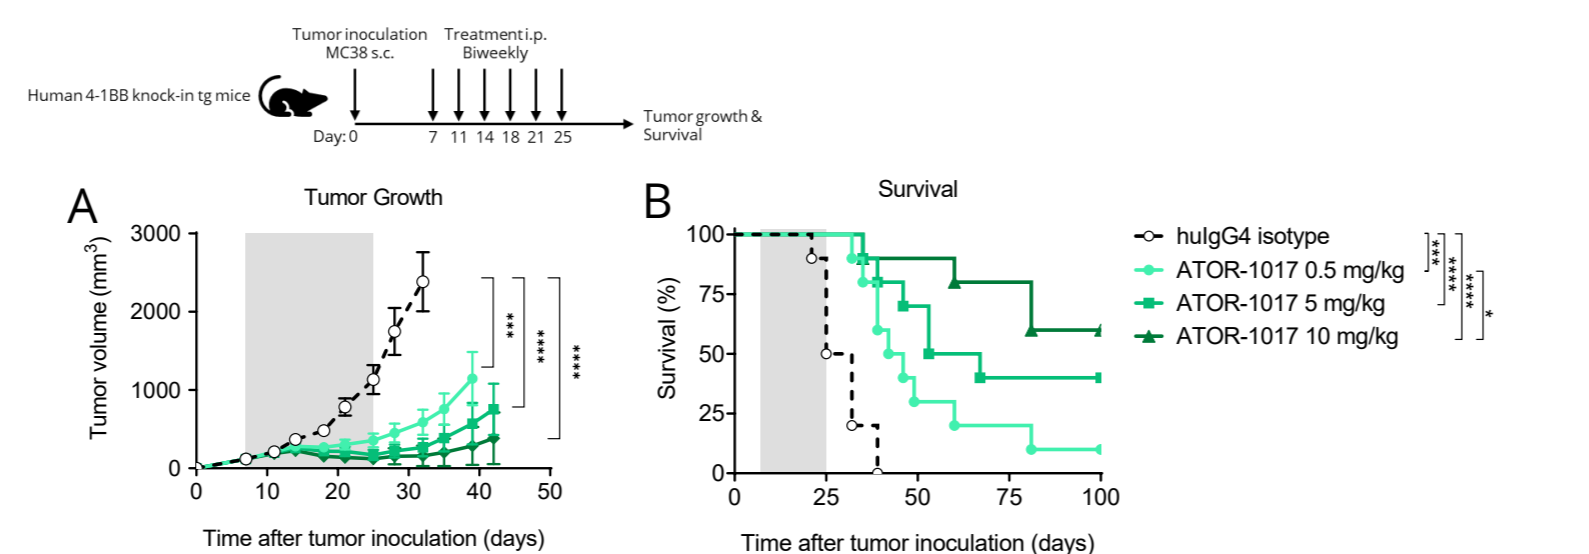 Tumor inoculation
MC38 s.c.
Treatment i.p.
Biweekly
Human 4-1BB knock-in tg mice
Day: 0 7 11 14 18 21 25
Tumor growth &
Survival
A
Tumor Growth
Tumor volume (mm3)
3000
2000
1000
0
0 10 20 30 40 50
Time after tumor inoculation (days)
***
****
****
B
Survival
Survival (%)
100
75
50
25
0
0 25 50 75 100
Time after tumor inoculation (days)
huIgG4 isotype
ATOR-1017 0.5 mg/kg
ATOR-1017 5 mg/kg
ATOR-1017 10 mg/kg
***
****
****
*